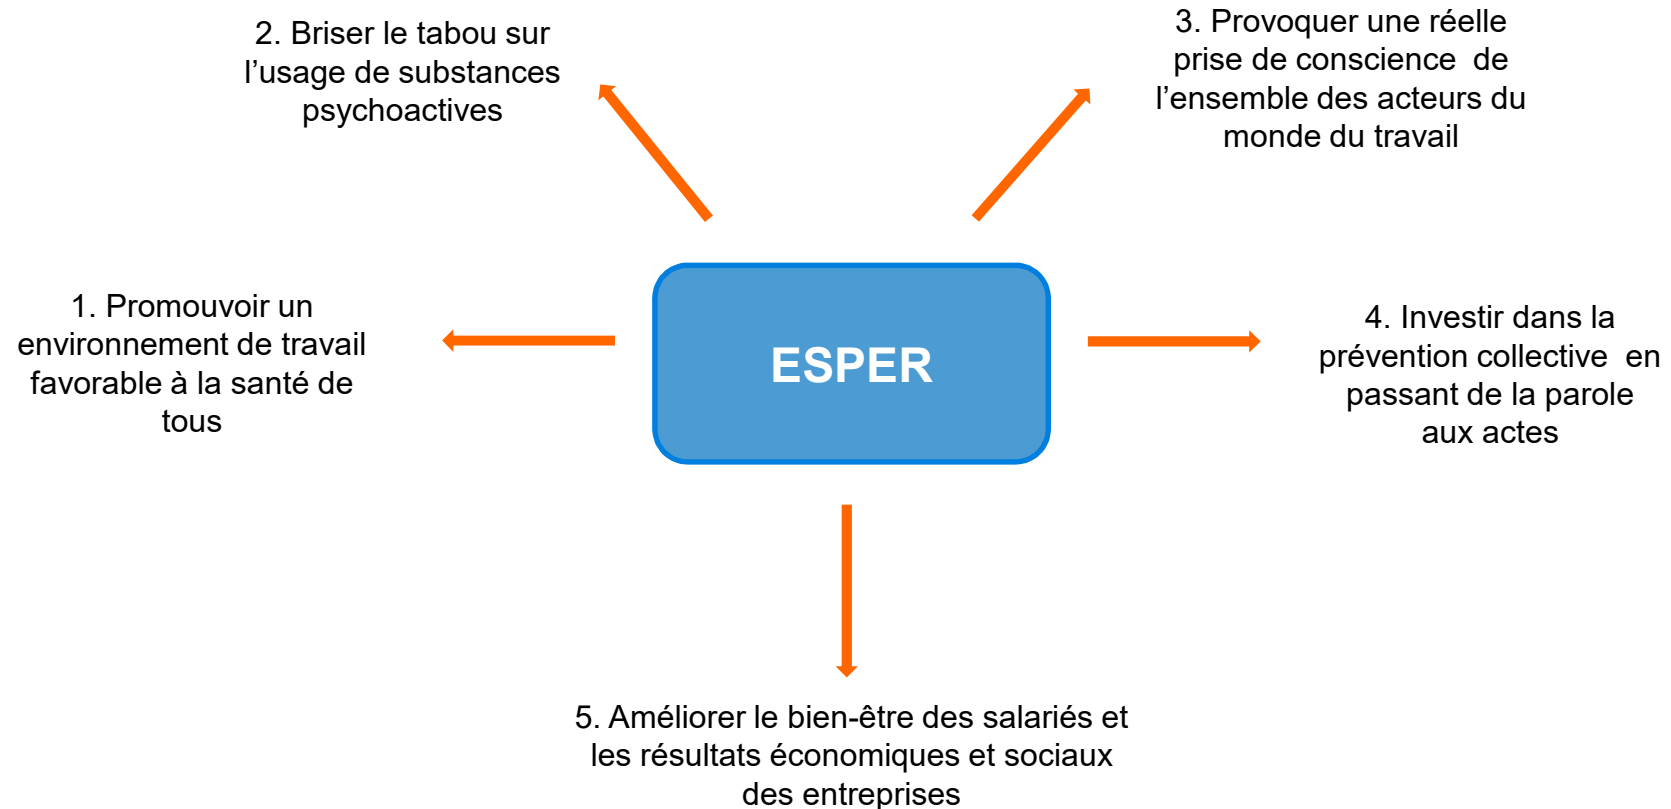 2. Briser le tabou sur
l’usage de substances
psychoactives
3. Provoquer une réelle
prise de conscience  de
l’ensemble des acteurs du
monde du travail
1. Promouvoir un
environnement de travail
favorable à la santé de
tous
ESPER
4. Investir dans la
prévention collective  en
passant de la parole
aux actes
5. Améliorer le bien-être des salariés et
les résultats économiques et sociaux
des entreprises